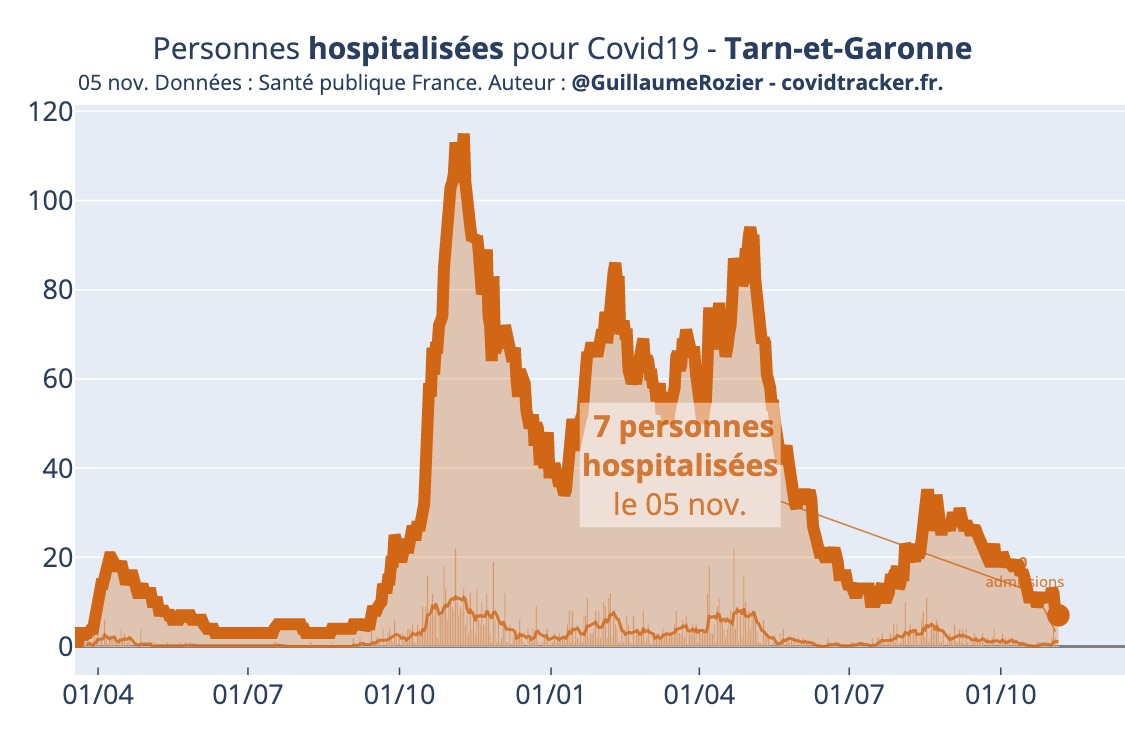 Personnes hospitalisées pour Covid19 - Tarn-et-Garonne
05 nov. Données : Santé publique France. Auteur : @GuillaumeRozier - covidtracker.fr.
120
100
80
60
40
20
0
7 personnes
hospitalisées
le 05 nov.
admissions
01/04
01/07
01/10
01/01
01/04
01/07
01/10